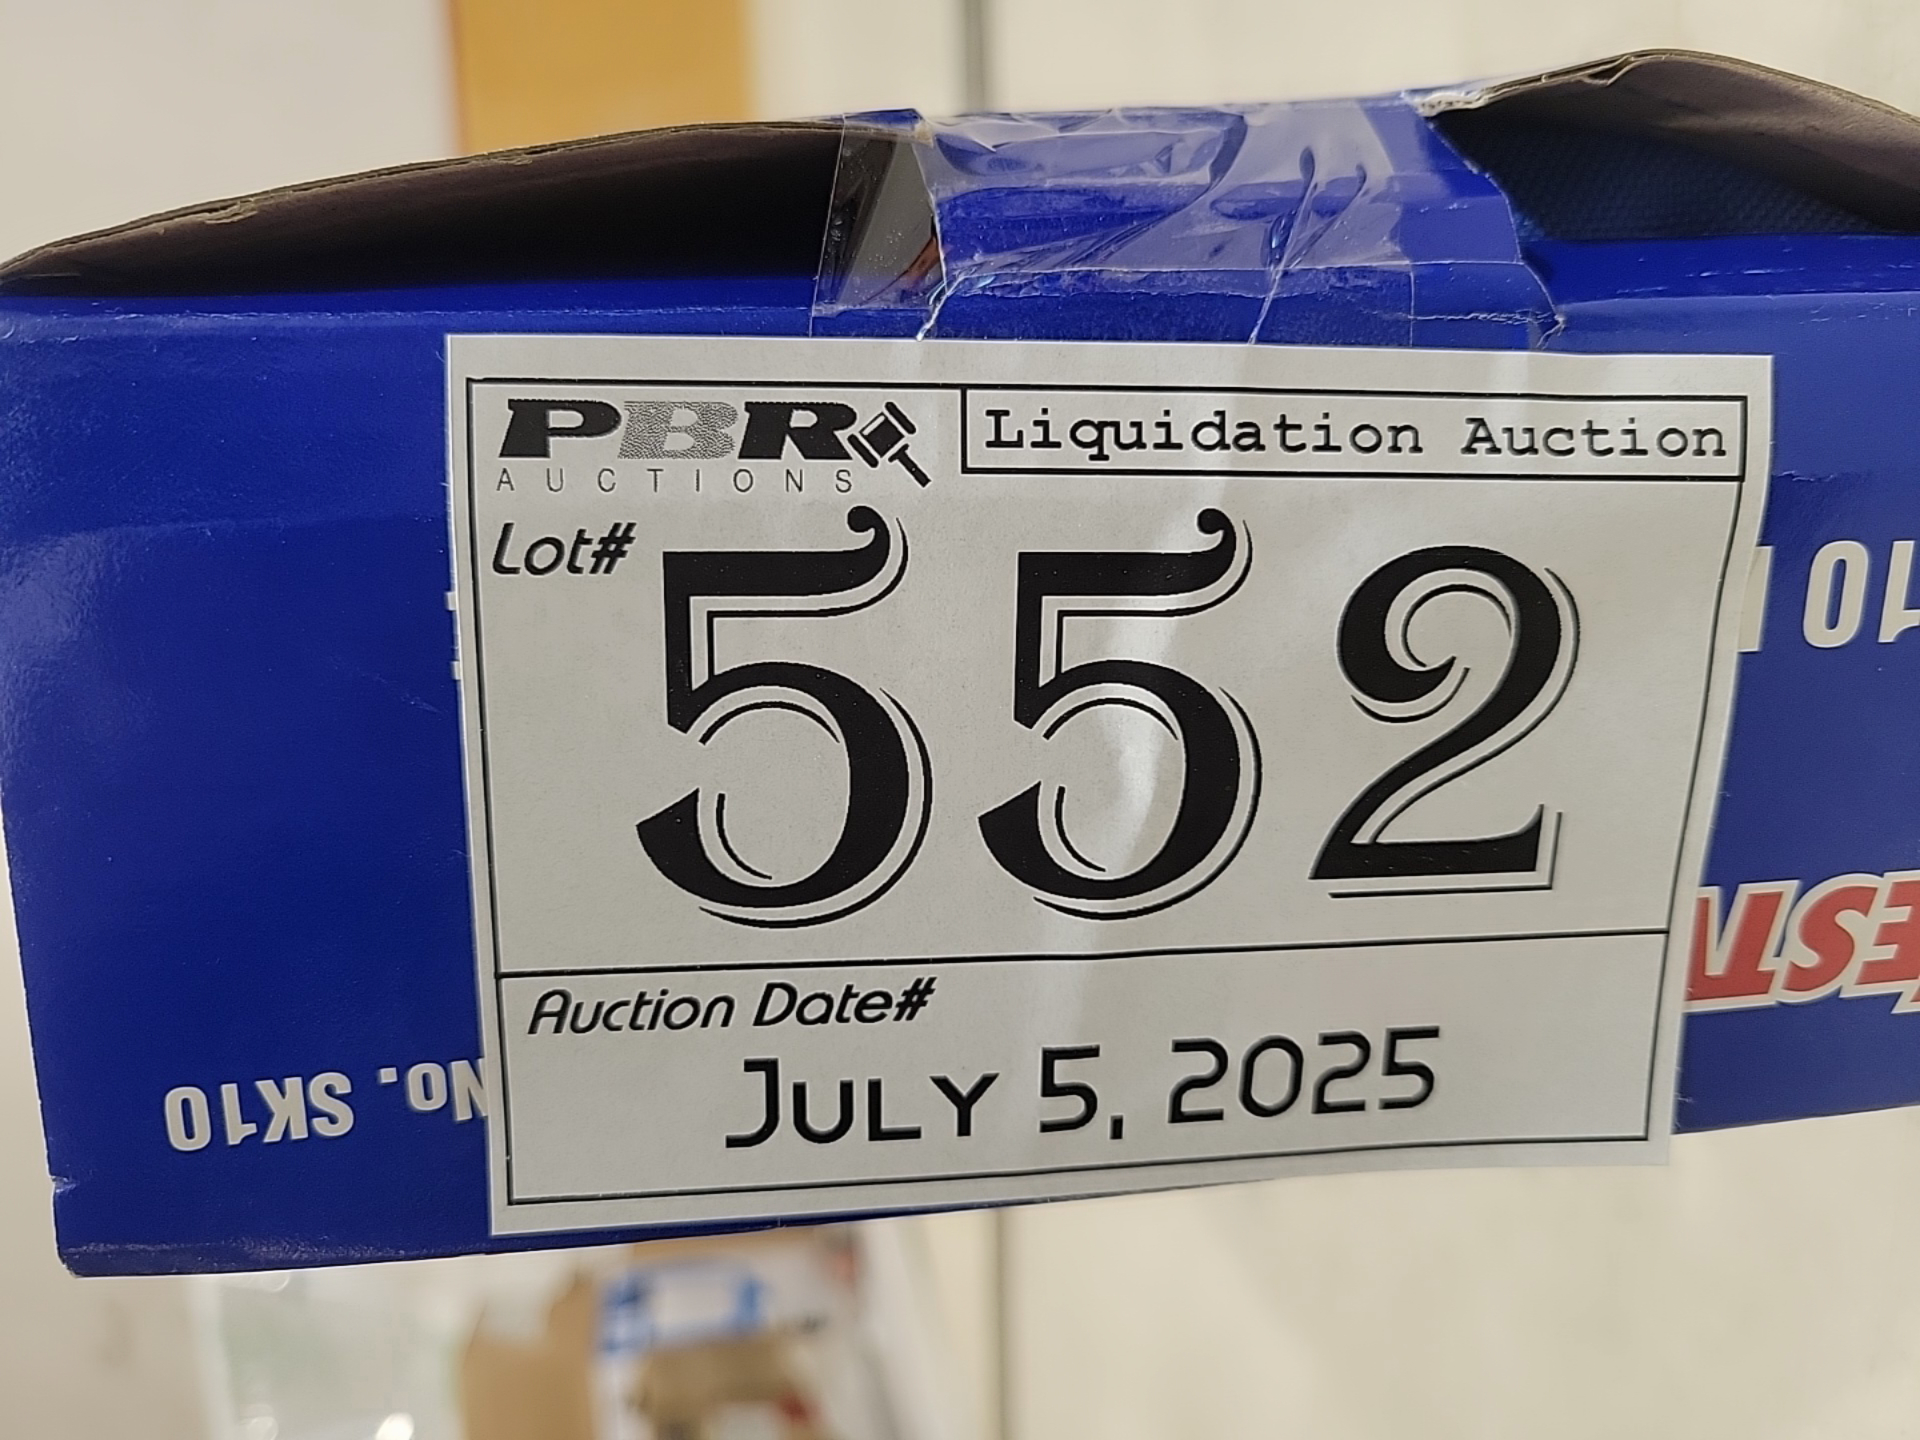 PBR
AUCTIONS
Liquidation Auction
Lot#
552
Auction Date#
JULY 5, 2025
No. SK10